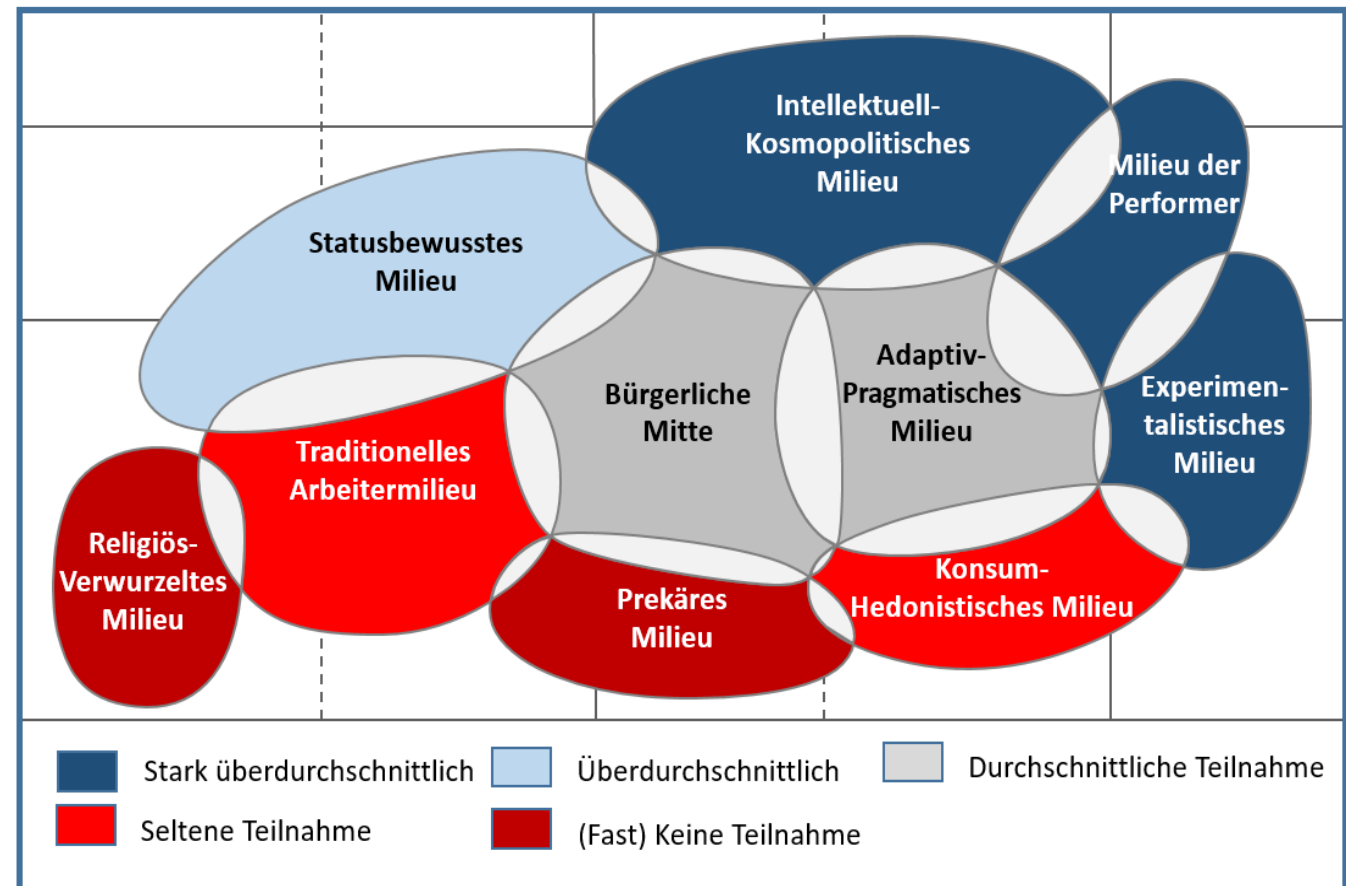 Intellektuell-
Kosmopolitisches
Milieu
Milieu der
Performer
Statusbewusstes
Milieu
Adaptiv-
Pragmatisches
Milieu
Bürgerliche
Mitte
Experimen-
talistisches
Milieu
Traditionelles
Arbeitermilieu
Religiös-
Verwurzeltes
Milieu
Prekäres
Milieu
Konsum-
Hedonistisches Milieu
Stark überdurchschnittlich
Überdurchschnittlich
Durchschnittliche Teilnahme
Seltene Teilnahme
(Fast) Keine Teilnahme